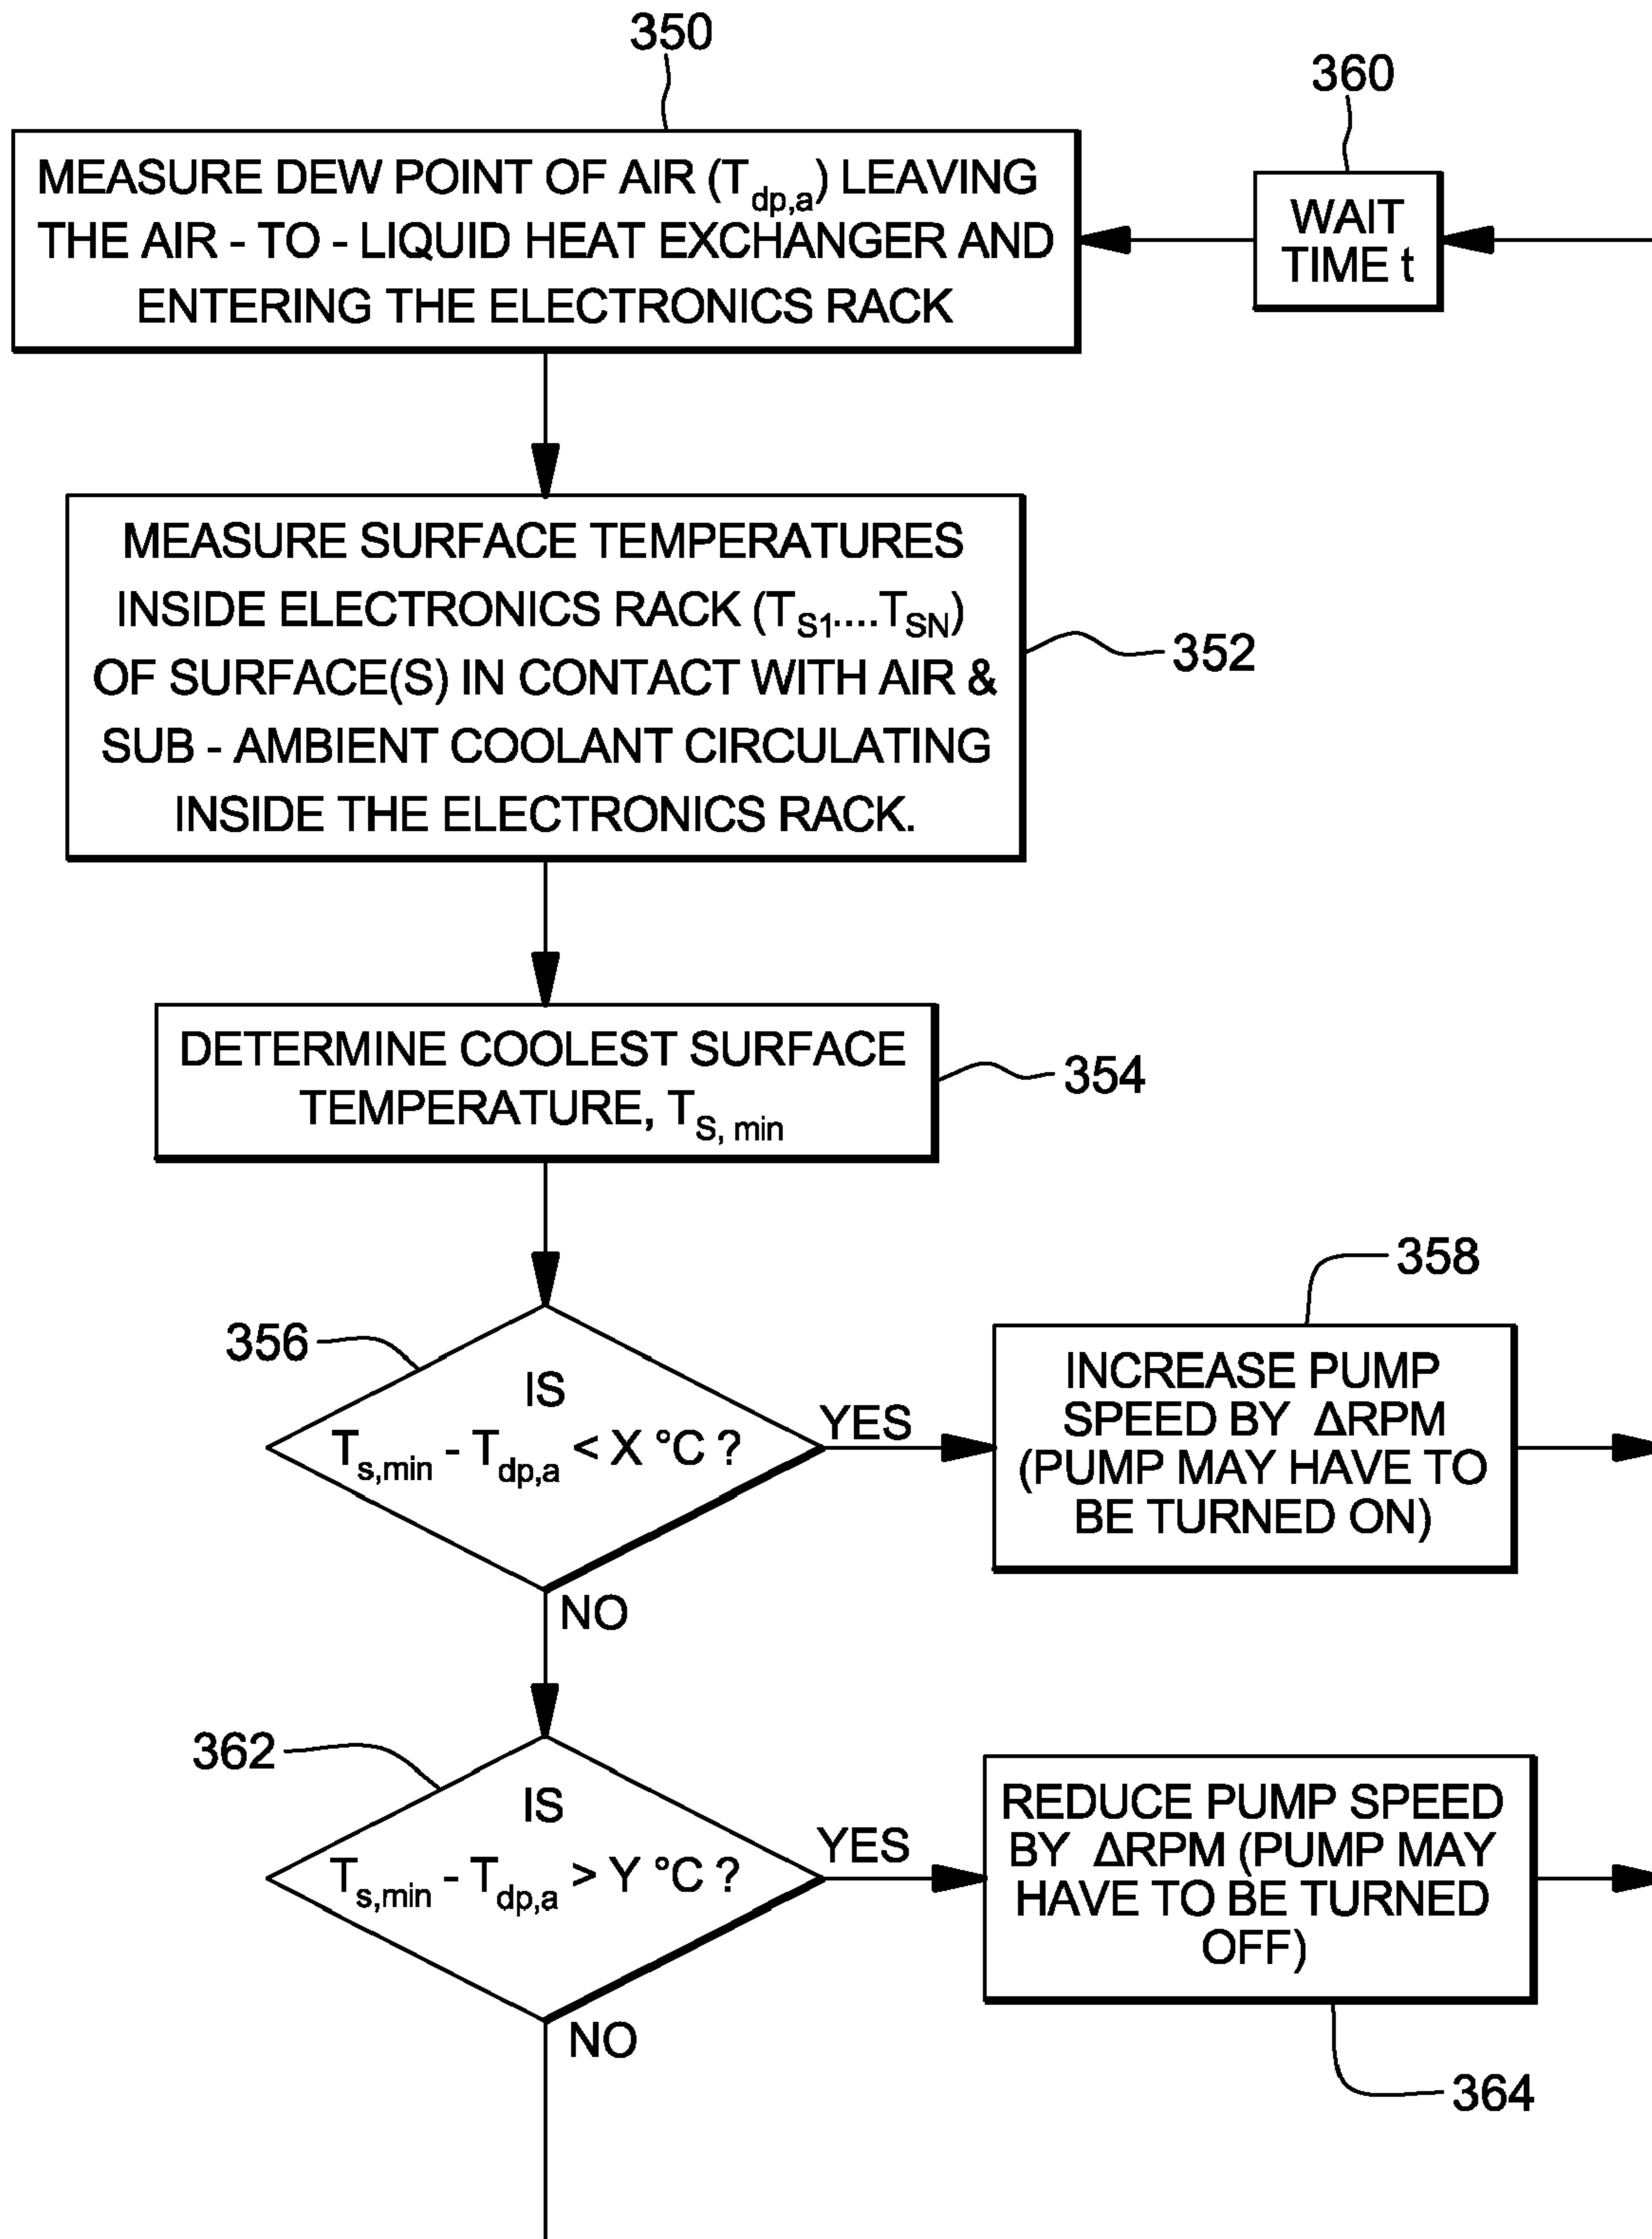 350
MEASURE DEW POINT OF AIR (Tdp,a) LEAVING
THE AIR - TO - LIQUID HEAT EXCHANGER AND
ENTERING THE ELECTRONICS RACK
360
WAIT
TIME t
MEASURE SURFACE TEMPERATURES
INSIDE ELECTRONICS RACK (TS1....TSN)
OF SURFACE(S) IN CONTACT WITH AIR &
SUB - AMBIENT COOLANT CIRCULATING
INSIDE THE ELECTRONICS RACK.
352
DETERMINE COOLEST SURFACE
TEMPERATURE, TS, min
354
356
IS
Ts,min - Tdp,a < X °C ?
YES
NO
358
INCREASE PUMP
SPEED BY ΔRPM
(PUMP MAY HAVE TO
BE TURNED ON)
362
IS
Ts,min - Tdp,a > Y °C ?
YES
NO
REDUCE PUMP SPEED
BY ΔRPM (PUMP MAY
HAVE TO BE TURNED
OFF)
364